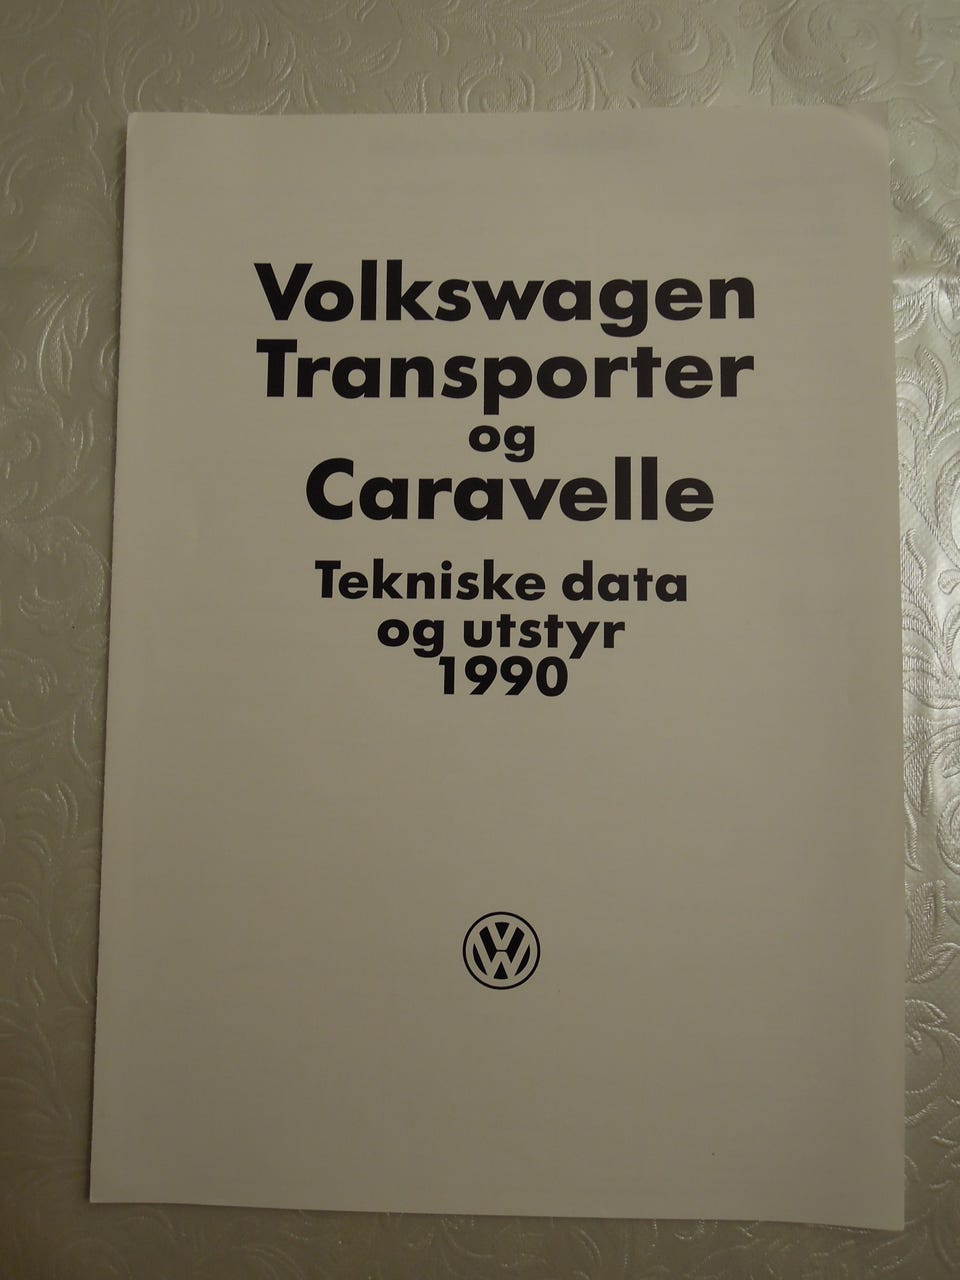 Volkswagen
Transporter
og
Caravelle
Tekniske data
og utstyr
1990